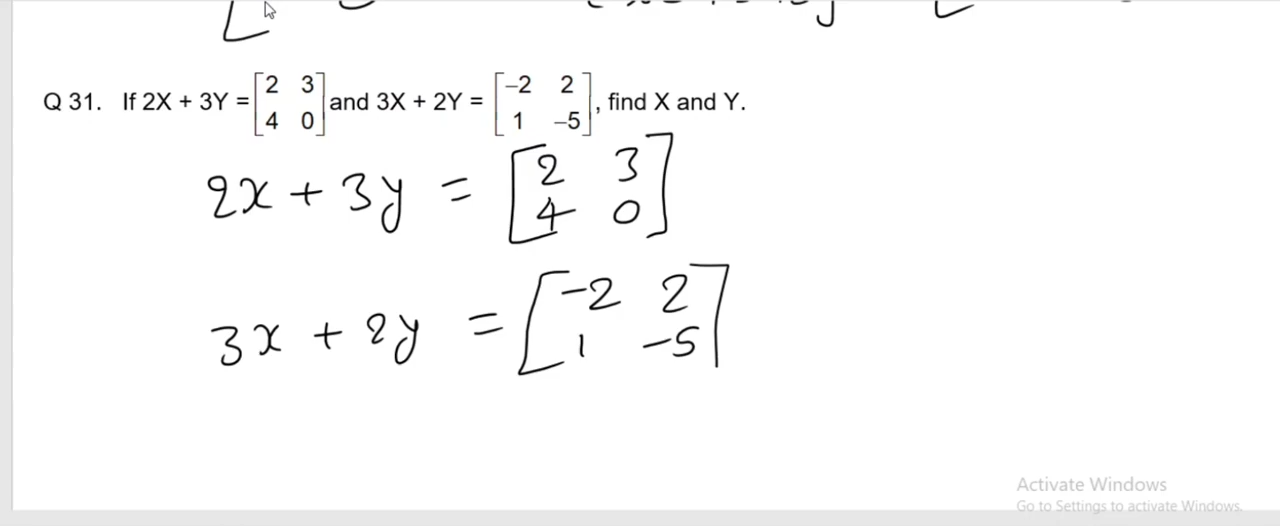 Q 31. If 2X + 3Y = [2 3 4 0] and 3X + 2Y = [–2 2 1 –5], find X and Y.
2x + 3y = [2 3
4 0]
3x + 2y = [-2 2
1 -5]
Activate Windows
Go to Settings to activate Windows.